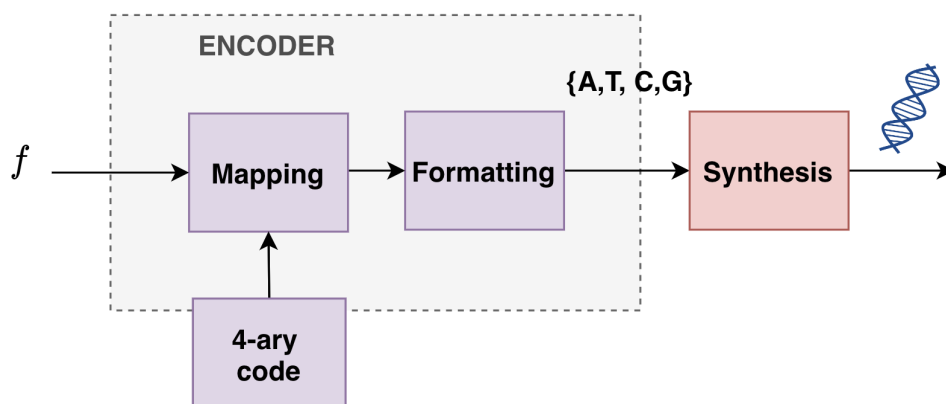 ENCODER
{A,T, C,G}
f
Mapping
Formatting
Synthesis
4-ary
code